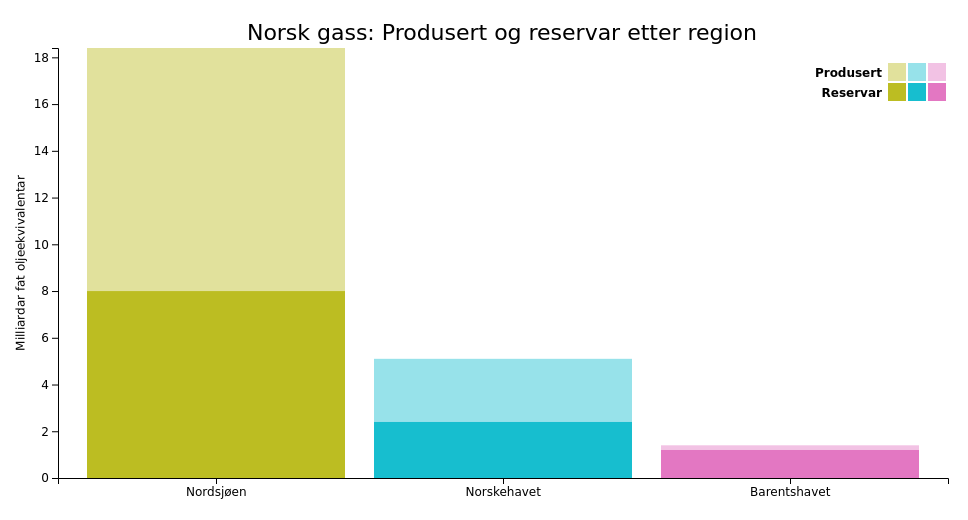 Norsk gass: Produsert og reservar etter region
Produsert
Reservar
Milliardar fat oljeekvivalentar
18
16
14
12
10
8
6
4
2
0
Nordsjøen
Norskehavet
Barentshavet